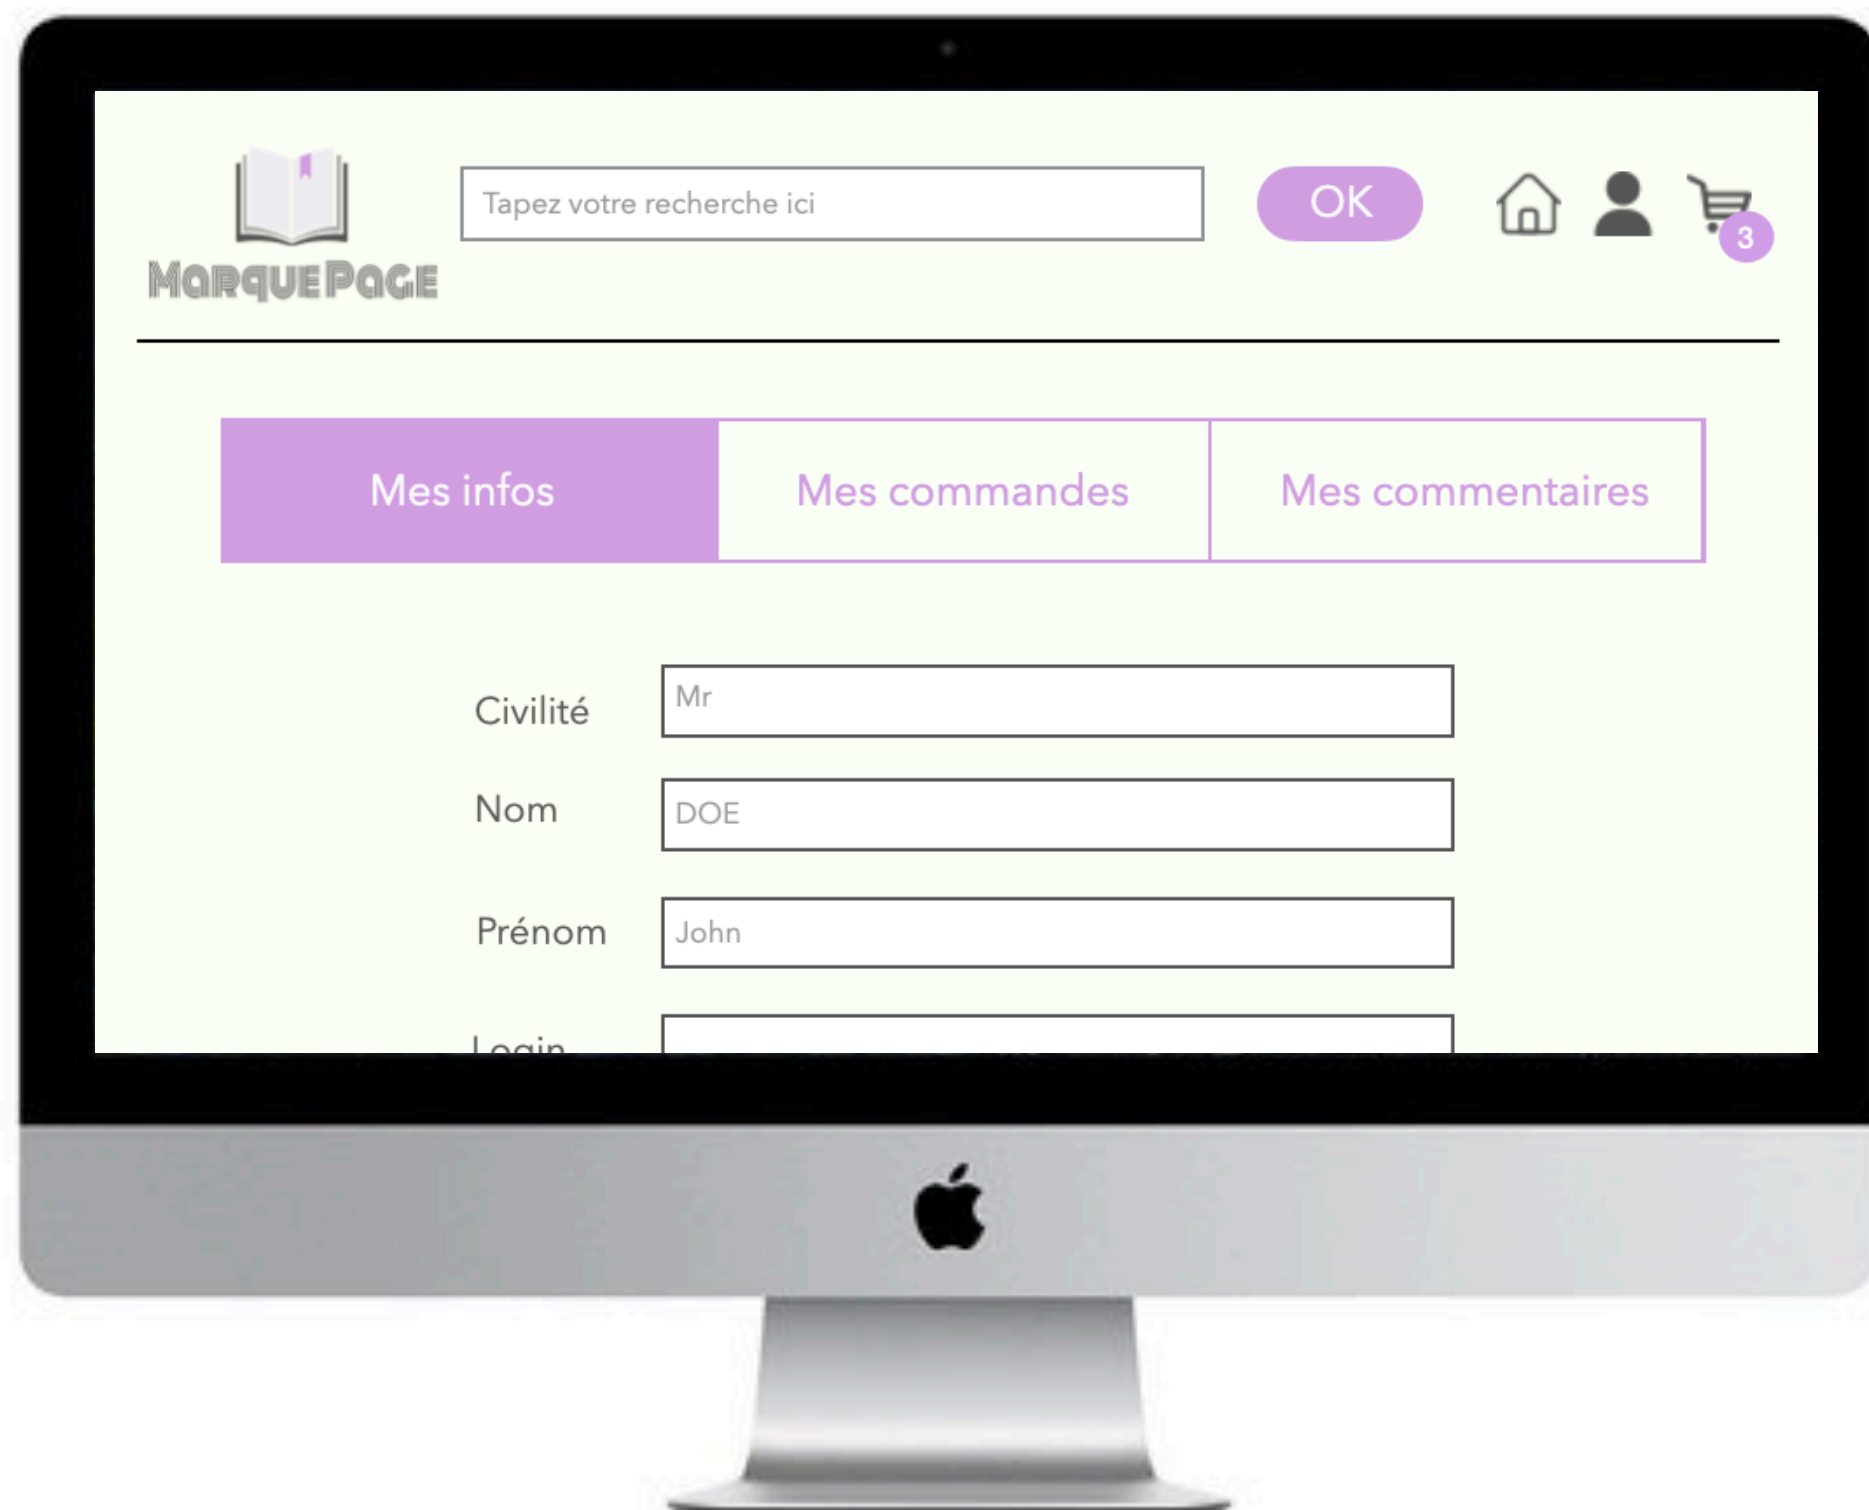 MarquePage
Tapez votre recherche ici
OK
3
Mes infos
Mes commandes
Mes commentaires
Civilité
Mr
Nom
DOE
Prénom
John
Login